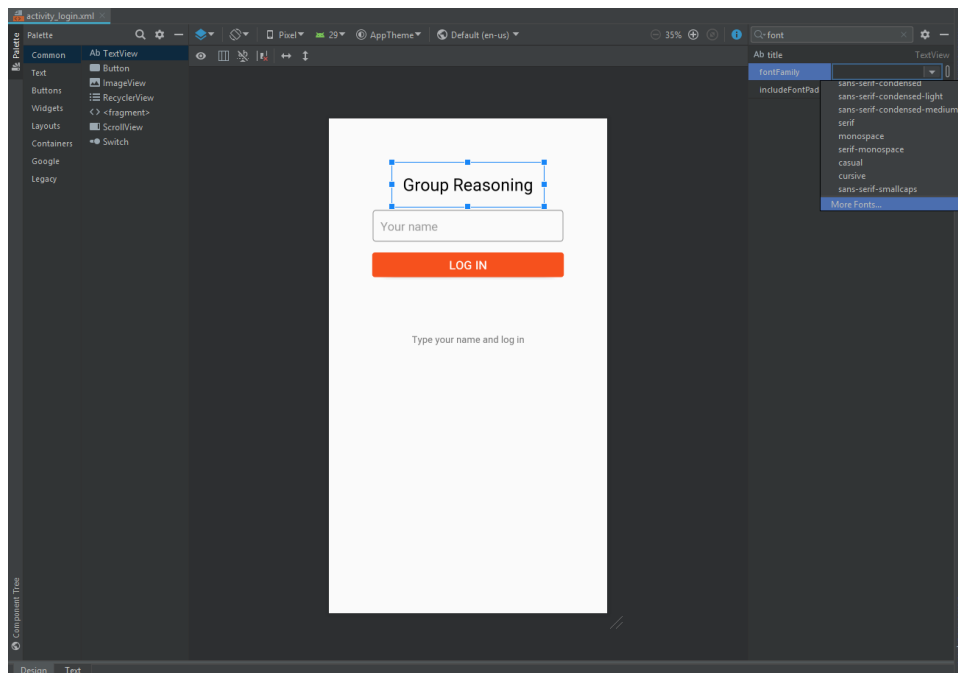 activity_login.xml
Palette
Palette
Pixel
29
AppTheme
Default (en-us)
35%
font
Common
Text
Buttons
Widgets
Layouts
Containers
Google
Legacy
Ab TextView
Button
ImageView
RecyclerView
<fragment>
ScrollView
Switch
Ab title
TextView
fontFamily
includeFontPad
sans-serif-condensed
sans-serif-condensed-light
sans-serif-condensed-medium
serif
monospace
serif-monospace
casual
cursive
sans-serif-smallcaps
More Fonts...
Group Reasoning
Your name
LOG IN
Type your name and log in
Component Tree
Design
Text